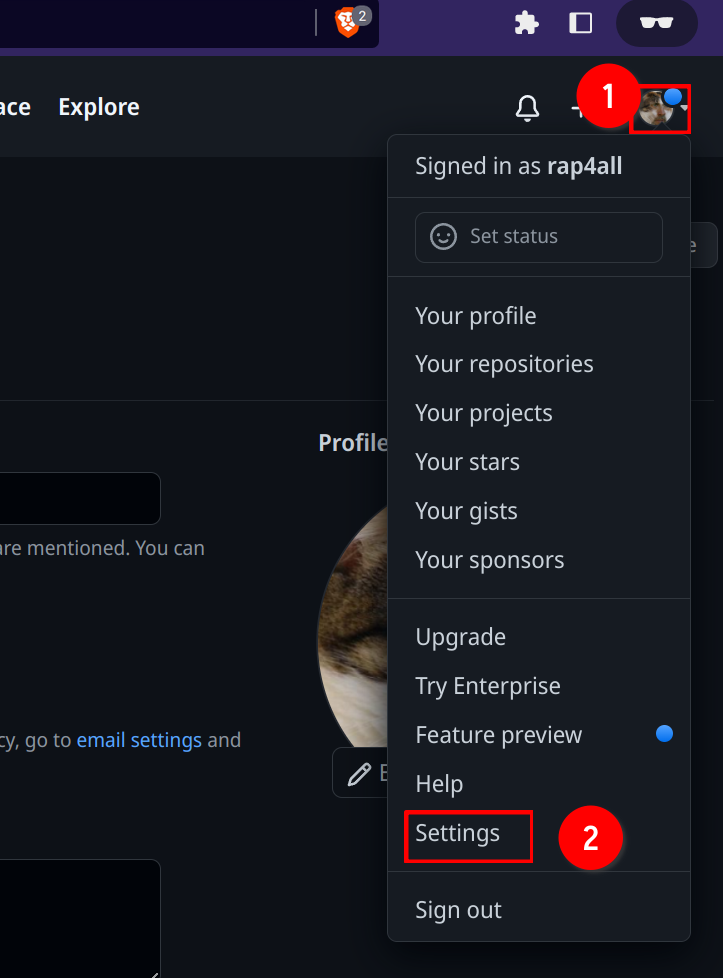 2
ace Explore
1
Signed in as rap4all
Set status
e
Your profile
Your repositories
Your projects
Profile
Your stars
Your gists
are mentioned. You can
Your sponsors
Upgrade
Try Enterprise
Feature preview
cy, go to email settings and
E
Help
Settings
2
Sign out